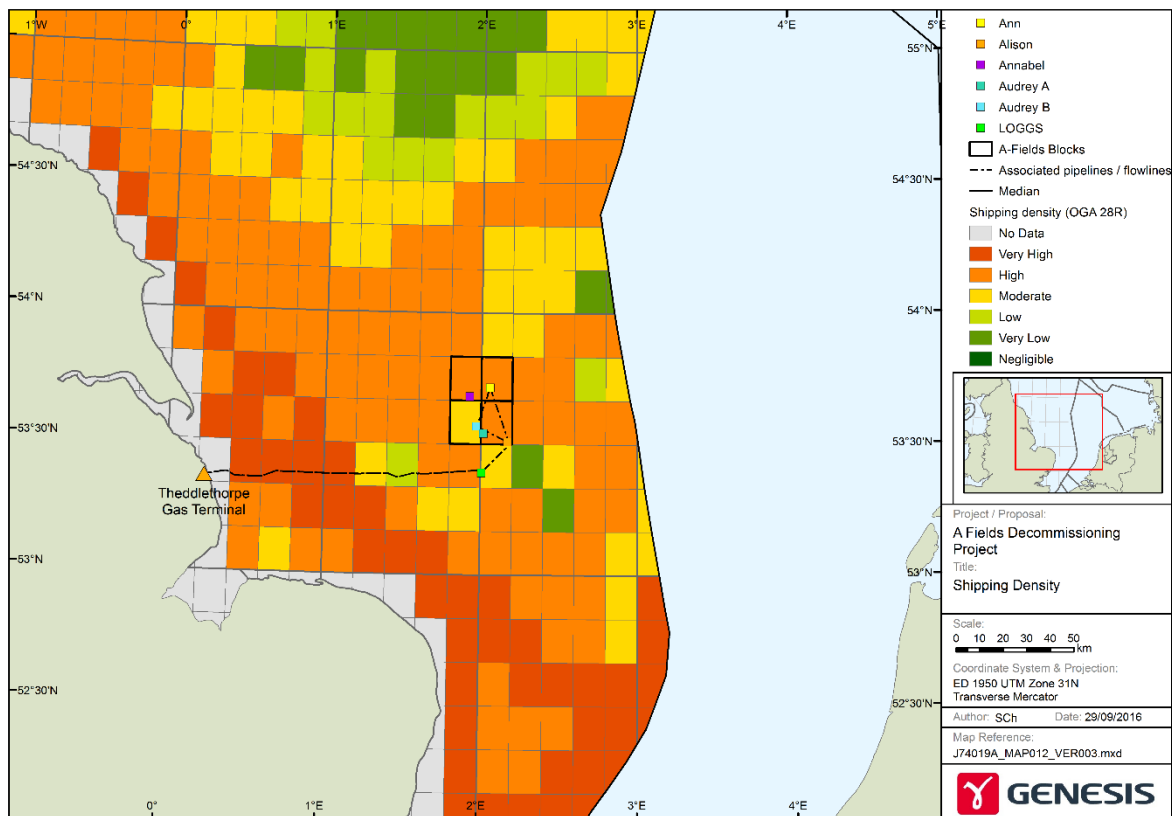 1°W
0°
1°E
2°E
3°E
4°E
5°E
55°N
54°30'N
54°30'N
54°N
54°N
53°30'N
53°30'N
53°N
53°N
52°30'N
52°30'N
0°
1°E
2°E
3°E
4°E
Theddlethorpe
Gas Terminal
Ann
Alison
Annabel
Audrey A
Audrey B
LOGGS
A-Fields Blocks
Associated pipelines / flowlines
Median
Shipping density (OGA 28R)
No Data
Very High
High
Moderate
Low
Very Low
Negligible
Project / Proposal:
A Fields Decommissioning
Project
Title:
Shipping Density
Scale:
0 10 20 30 40 50
km
Coordinate System & Projection:
ED 1950 UTM Zone 31N
Transverse Mercator
Author: SCh Date: 29/09/2016
Map Reference:
J74019A_MAP012_VER003.mxd
GENESIS